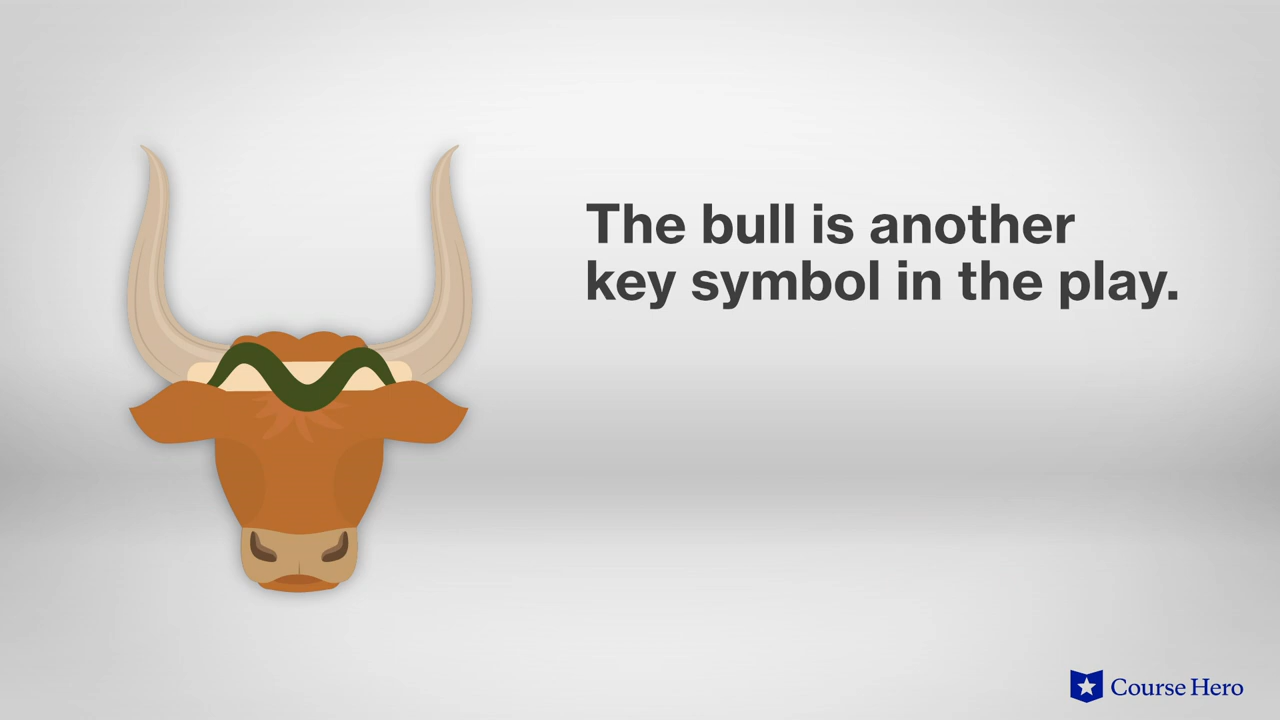 The bull is another
key symbol in the play.
Course Hero